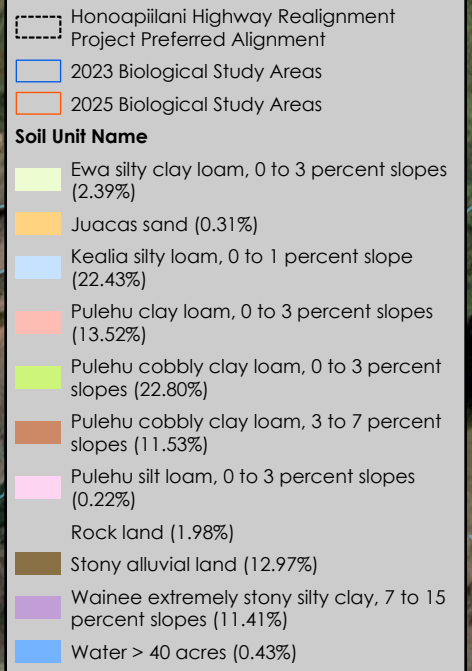 Honoapiilani Highway Realignment
Project Preferred Alignment
2023 Biological Study Areas
2025 Biological Study Areas
Soil Unit Name
Ewa silty clay loam, 0 to 3 percent slopes
(2.39%)
Juacas sand (0.31%)
Kealia silty loam, 0 to 1 percent slope
(22.43%)
Pulehu clay loam, 0 to 3 percent slopes
(13.52%)
Pulehu cobbly clay loam, 0 to 3 percent
slopes (22.80%)
Pulehu cobbly clay loam, 3 to 7 percent
slopes (11.53%)
Pulehu silt loam, 0 to 3 percent slopes
(0.22%)
Rock land (1.98%)
Stony alluvial land (12.97%)
Wainee extremely stony silty clay, 7 to 15
percent slopes (11.41%)
Water > 40 acres (0.43%)